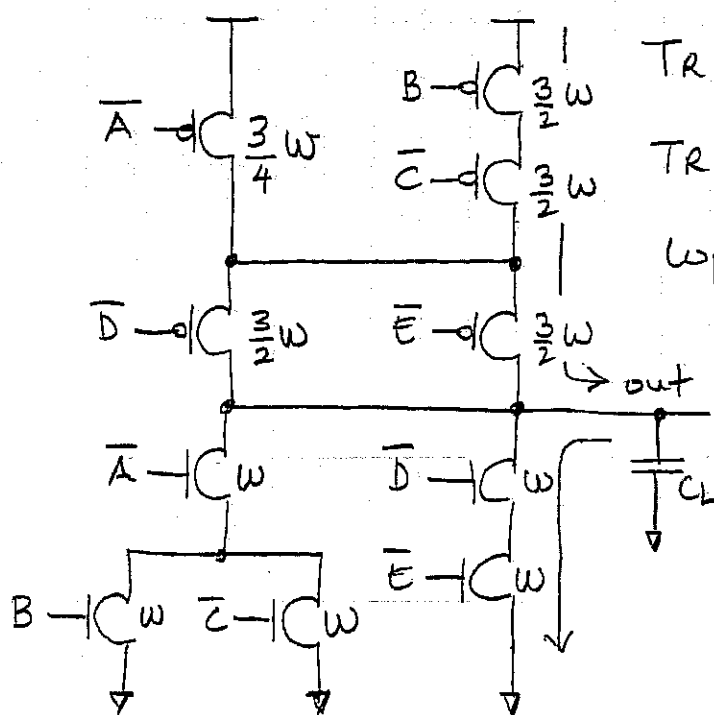 B 3/2 W TR
A̅ 3/4 W C̅ 3/2 W TR
D̅ 3/2 W E̅ 3/2 W
out
A̅ W D̅ W CL
E̅ W
B W C̅ W